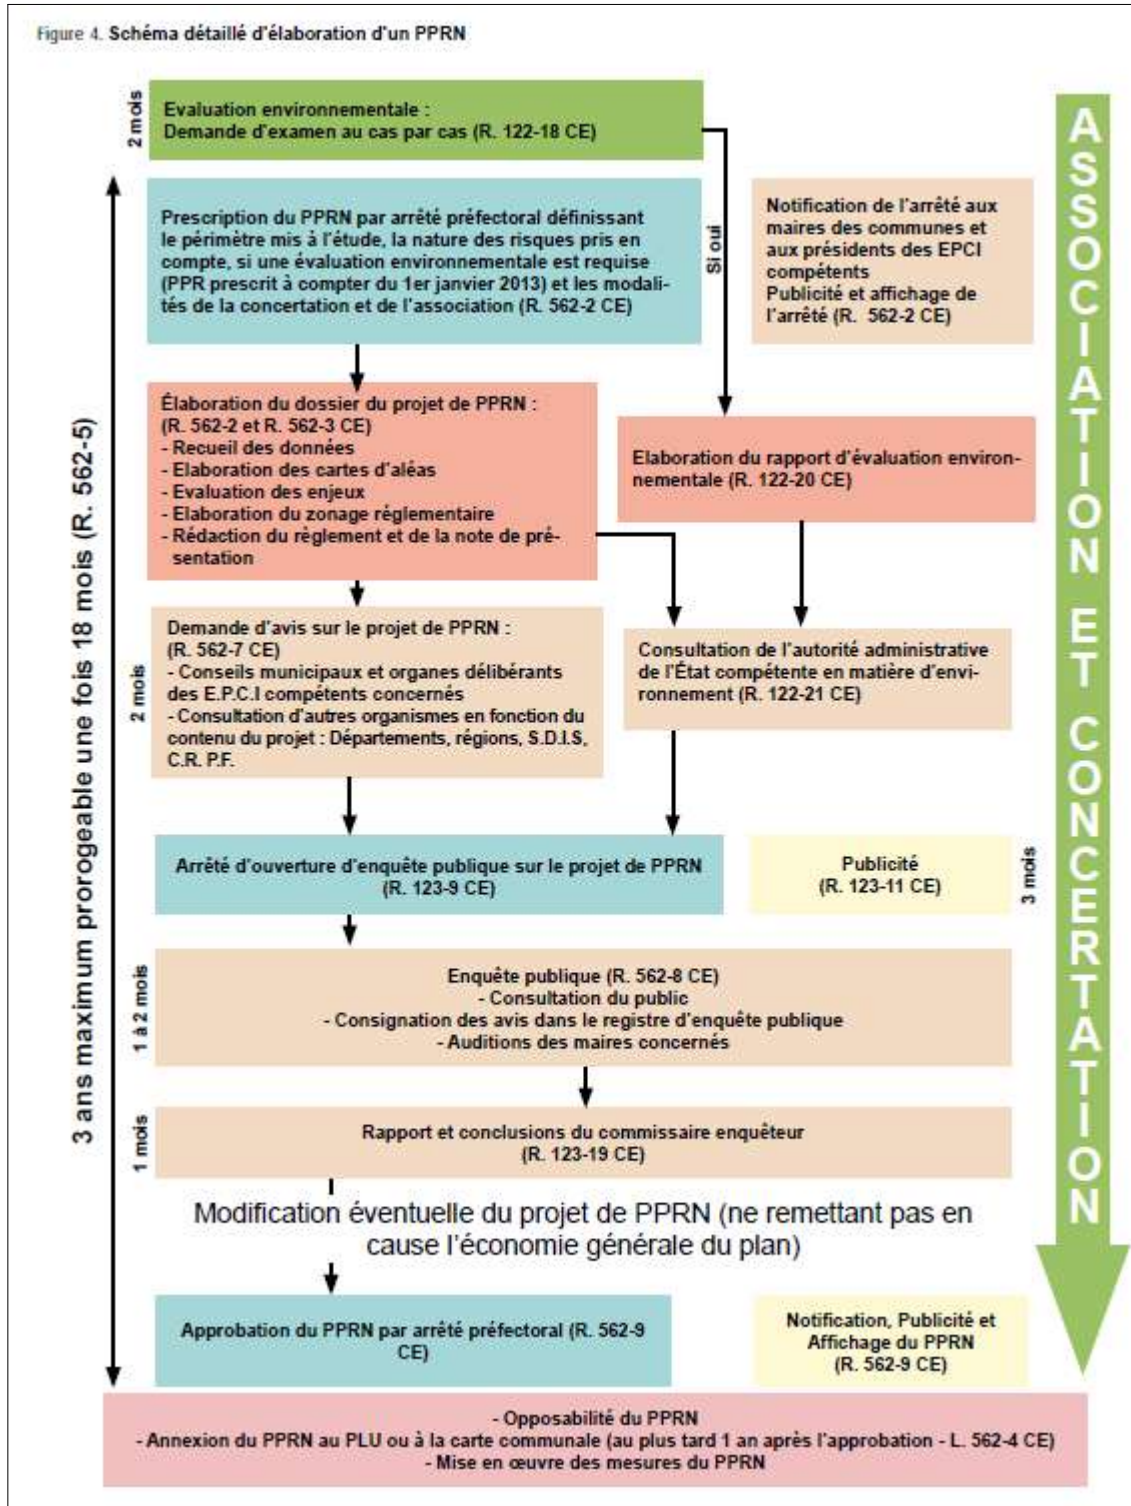 Figure 4. Schéma détaillé d'élaboration d'un PPRN
2 mois
Evaluation environnementale :
Demande d'examen au cas par cas (R. 122-18 CE)
3 ans maximum prorogeable une fois 18 mois (R. 562-5)
Prescription du PPRN par arrêté préfectoral définissant
le périmètre mis à l'étude, la nature des risques pris en
compte, si une évaluation environnementale est requise
(PPR prescrit à compter du 1er janvier 2013) et les modali-
tés de la concertation et de l'association (R. 562-2 CE)
Si oui
Notification de l'arrêté aux
maires des communes et
aux présidents des EPCI
compétents
Publicité et affichage de
l'arrêté (R. 562-2 CE)
Élaboration du dossier du projet de PPRN :
(R. 562-2 et R. 562-3 CE)
- Recueil des données
- Elaboration des cartes d'aléas
- Evaluation des enjeux
- Elaboration du zonage réglementaire
- Rédaction du règlement et de la note de pré-
sentation
Elaboration du rapport d'évaluation environ-
nementale (R. 122-20 CE)
2 mois
Demande d'avis sur le projet de PPRN :
(R. 562-7 CE)
- Conseils municipaux et organes délibérants
des E.P.C.I compétents concernés
- Consultation d'autres organismes en fonction du
contenu du projet : Départements, régions, S.D.I.S,
C.R. P.F.
Consultation de l'autorité administrative
de l'État compétente en matière d'envi-
ronnement (R. 122-21 CE)
Arrêté d'ouverture d'enquête publique sur le projet de PPRN
(R. 123-9 CE)
Publicité
(R. 123-11 CE)
3 mois
1 à 2 mois
Enquête publique (R. 562-8 CE)
- Consultation du public
- Consignation des avis dans le registre d'enquête publique
- Auditions des maires concernés
1 mois
Rapport et conclusions du commissaire enquêteur
(R. 123-19 CE)
Modification éventuelle du projet de PPRN (ne remettant pas en
cause l'économie générale du plan)
Approbation du PPRN par arrêté préfectoral (R. 562-9
CE)
Notification, Publicité et
Affichage du PPRN
(R. 562-9 CE)
- Opposabilité du PPRN
- Annexion du PPRN au PLU ou à la carte communale (au plus tard 1 an après l'approbation - L. 562-4 CE)
- Mise en œuvre des mesures du PPRN
ASSOCIATION ET CONCERTATION